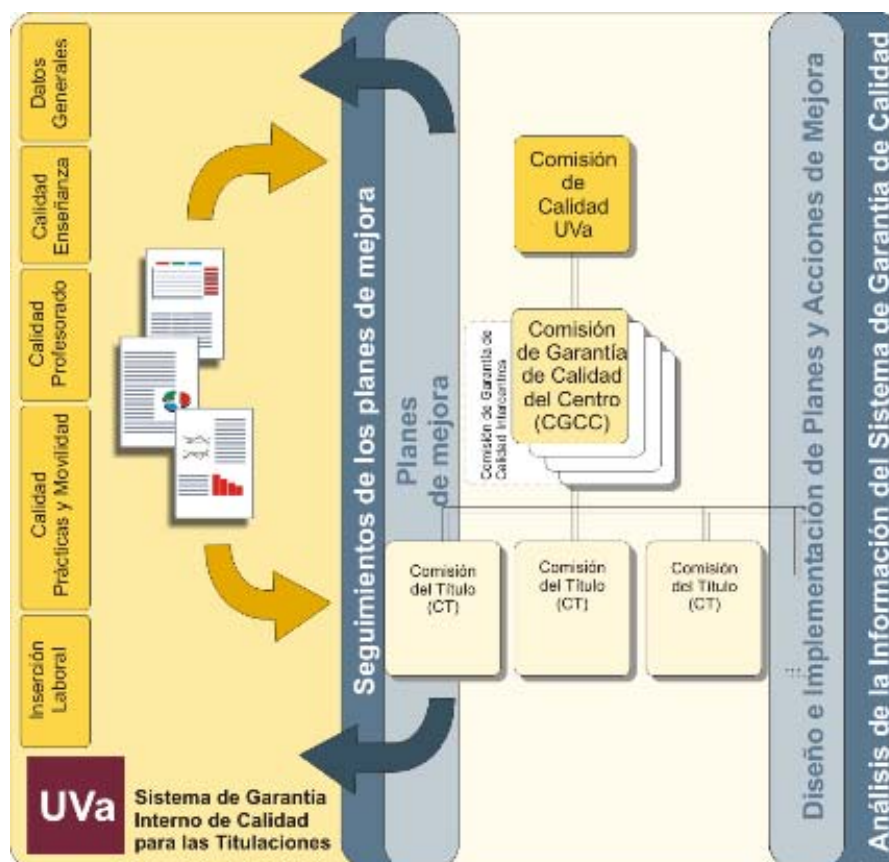 Datos
Generales
Calidad
Enseñanza
Calidad
Profesorado
Calidad
Prácticas y Movilidad
Inserción
Laboral
UVa
Sistema de Garantía
Interno de Calidad
para las Titulaciones
Seguimientos de los planes de mejora
Planes
de mejora
Comisión
de
Calidad
UVa
Comisión de Garantía de
Calidad Intercentros
Comisión
de Garantía
de Calidad
del Centro
(CGCC)
Comisión
del Título
(CT)
Comisión
del Título
(CT)
Comisión
del Título
(CT)
Diseño e Implementación de Planes y Acciones de Mejora
Análisis de la Información del Sistema de Garantía de Calidad